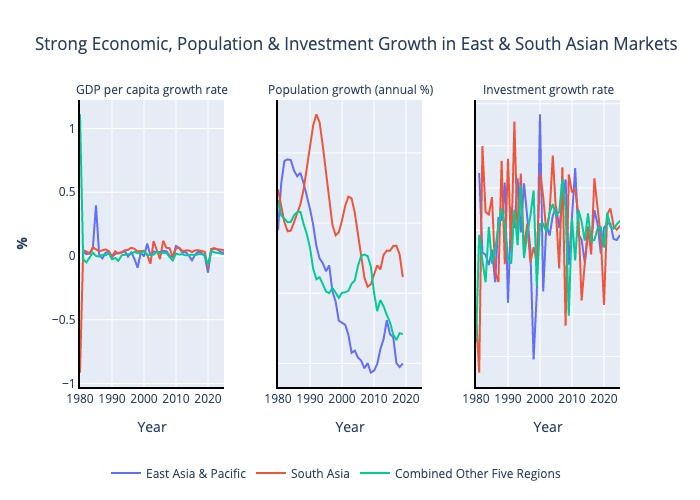 Strong Economic, Population & Investment Growth in East & South Asian Markets
GDP per capita growth rate
Population growth (annual %)
Investment growth rate
1
0.5
0
−0.5
−1
%
1980 1990 2000 2010 2020
1980 1990 2000 2010 2020
1980 1990 2000 2010 2020
Year
Year
Year
East Asia & Pacific
South Asia
Combined Other Five Regions